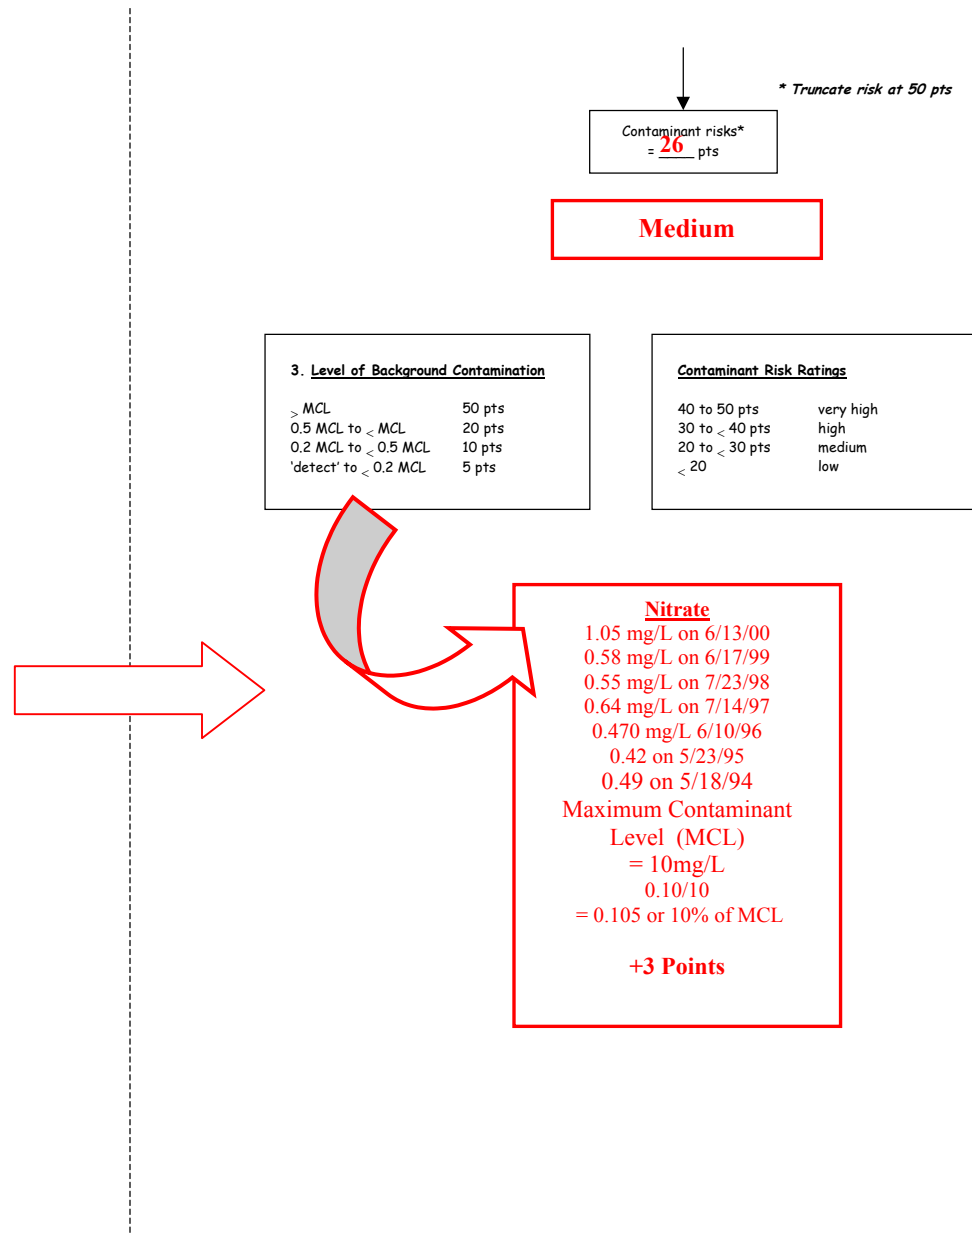 * Truncate risk at 50 pts
Contaminant risks*
= 26 pts
Medium
3. Level of Background Contamination
> MCL 50 pts
0.5 MCL to < MCL 20 pts
0.2 MCL to < 0.5 MCL 10 pts
'detect' to < 0.2 MCL 5 pts
Contaminant Risk Ratings
40 to 50 pts very high
30 to < 40 pts high
20 to < 30 pts medium
< 20 low
Nitrate
1.05 mg/L on 6/13/00
0.58 mg/L on 6/17/99
0.55 mg/L on 7/23/98
0.64 mg/L on 7/14/97
0.470 mg/L 6/10/96
0.42 on 5/23/95
0.49 on 5/18/94
Maximum Contaminant
Level (MCL)
= 10mg/L
0.10/10
= 0.105 or 10% of MCL
+3 Points